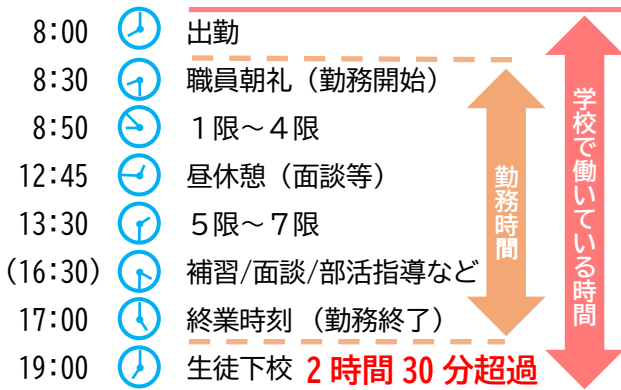 8:00 出勤
8:30 職員朝礼（勤務開始）
8:50 １限～４限
12:45 昼休憩（面談等）
13:30 ５限～７限
(16:30) 補習/面談/部活指導など
17:00 終業時刻（勤務終了）
19:00 生徒下校 2時間30分超過
勤務時間
学校で働いている時間